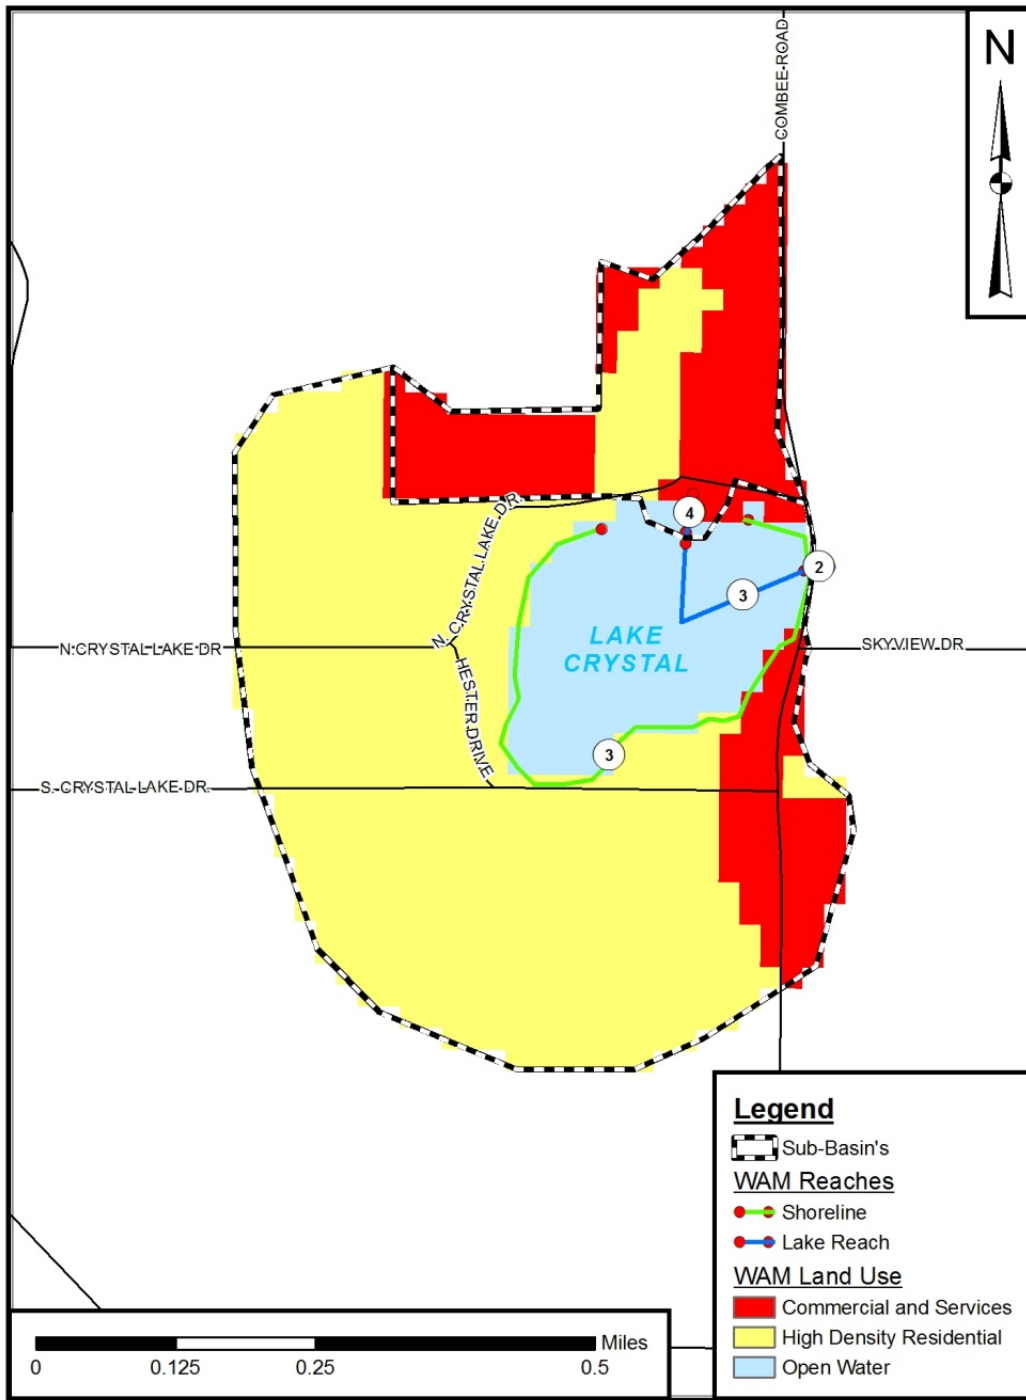 COMBEE ROAD
N
4
2
3
N. CRYSTAL LAKE DR.
LAKE
CRYSTAL
N CRYSTAL LAKE DR
SKYVIEW DR.
HESTER DRIVE
3
S. CRYSTAL LAKE DR.
Legend
Sub-Basin's
WAM Reaches
Shoreline
Lake Reach
WAM Land Use
Commercial and Services
High Density Residential
Open Water
Miles
0 0.125 0.25 0.5